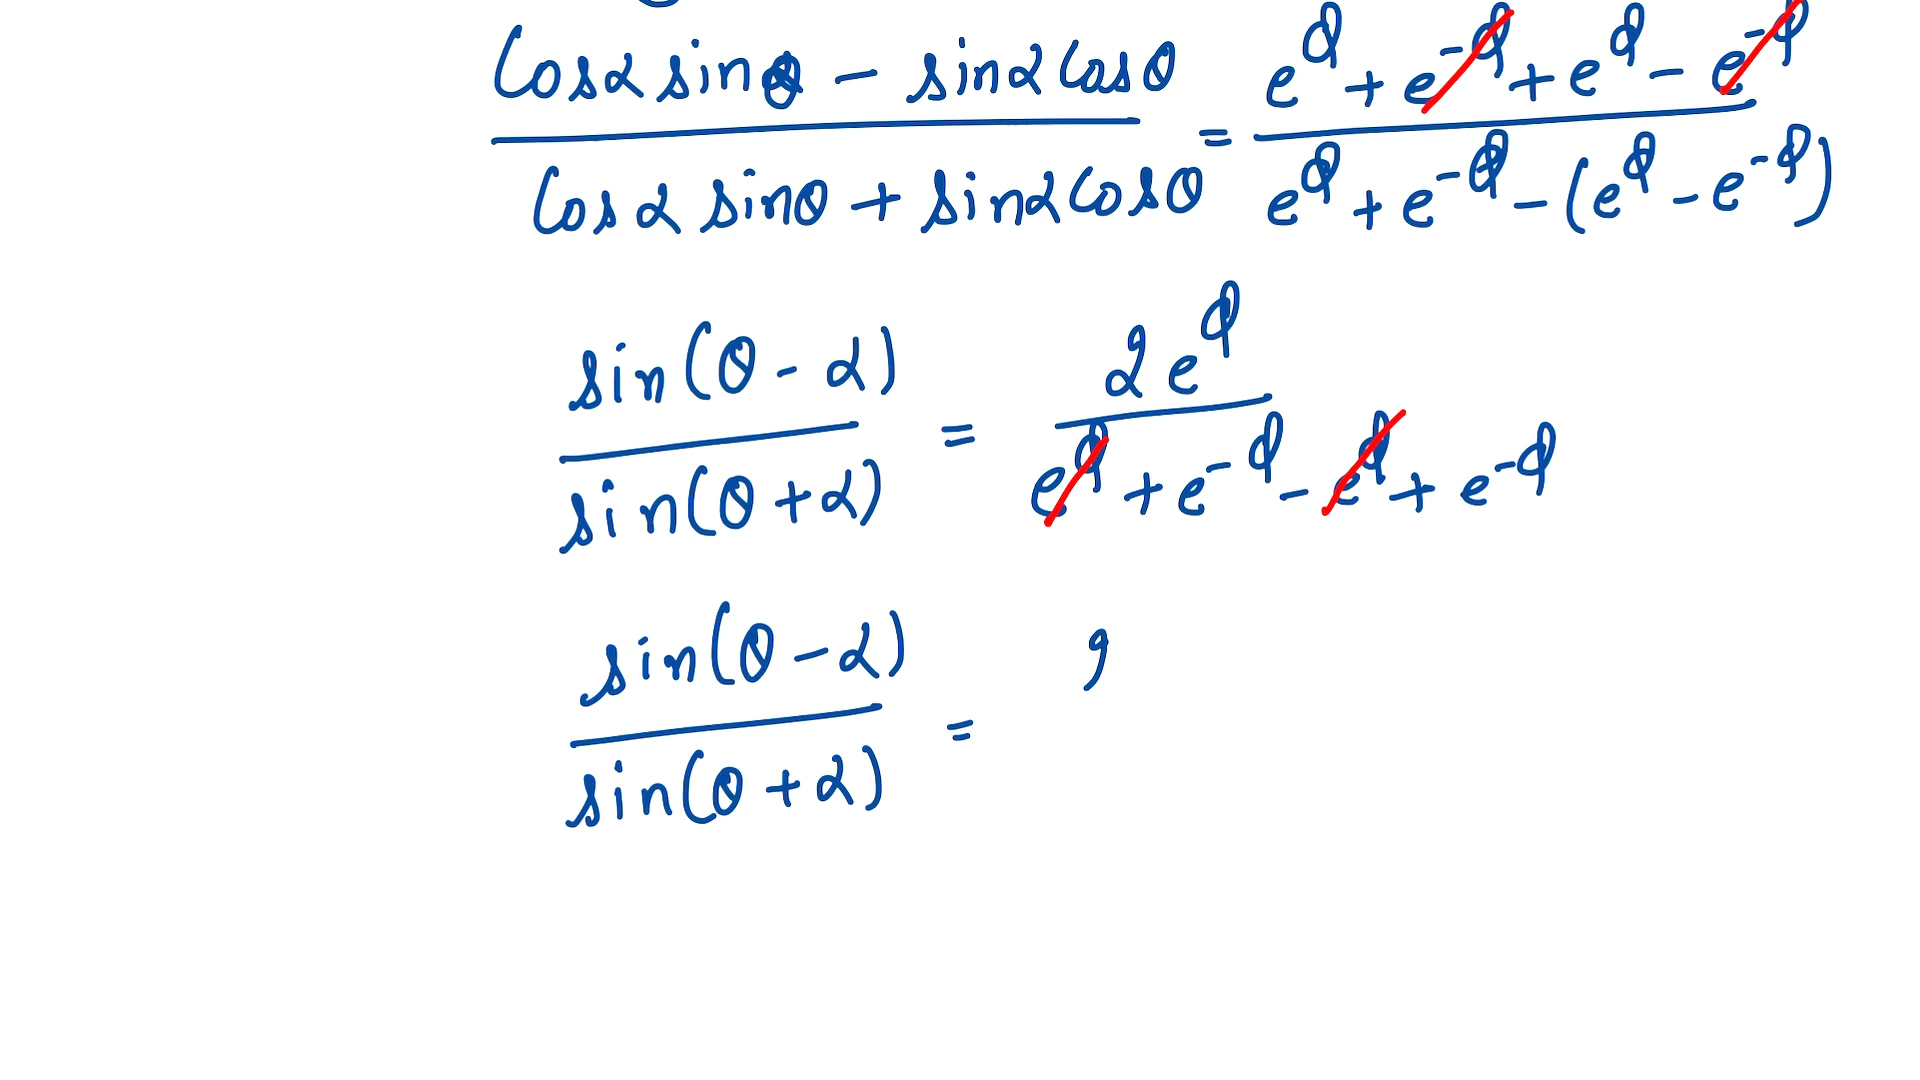 cosα sinθ − sinα cosθ / cosα sinθ + sinα cosθ = e^φ + e^-φ + e^φ − e^-φ / e^φ + e^-φ − (e^φ − e^-φ)
sin(θ - α) / sin(θ + α) = 2e^φ / e^φ + e^-φ − e^φ + e^-φ
sin(θ − α) / sin(θ + α) =